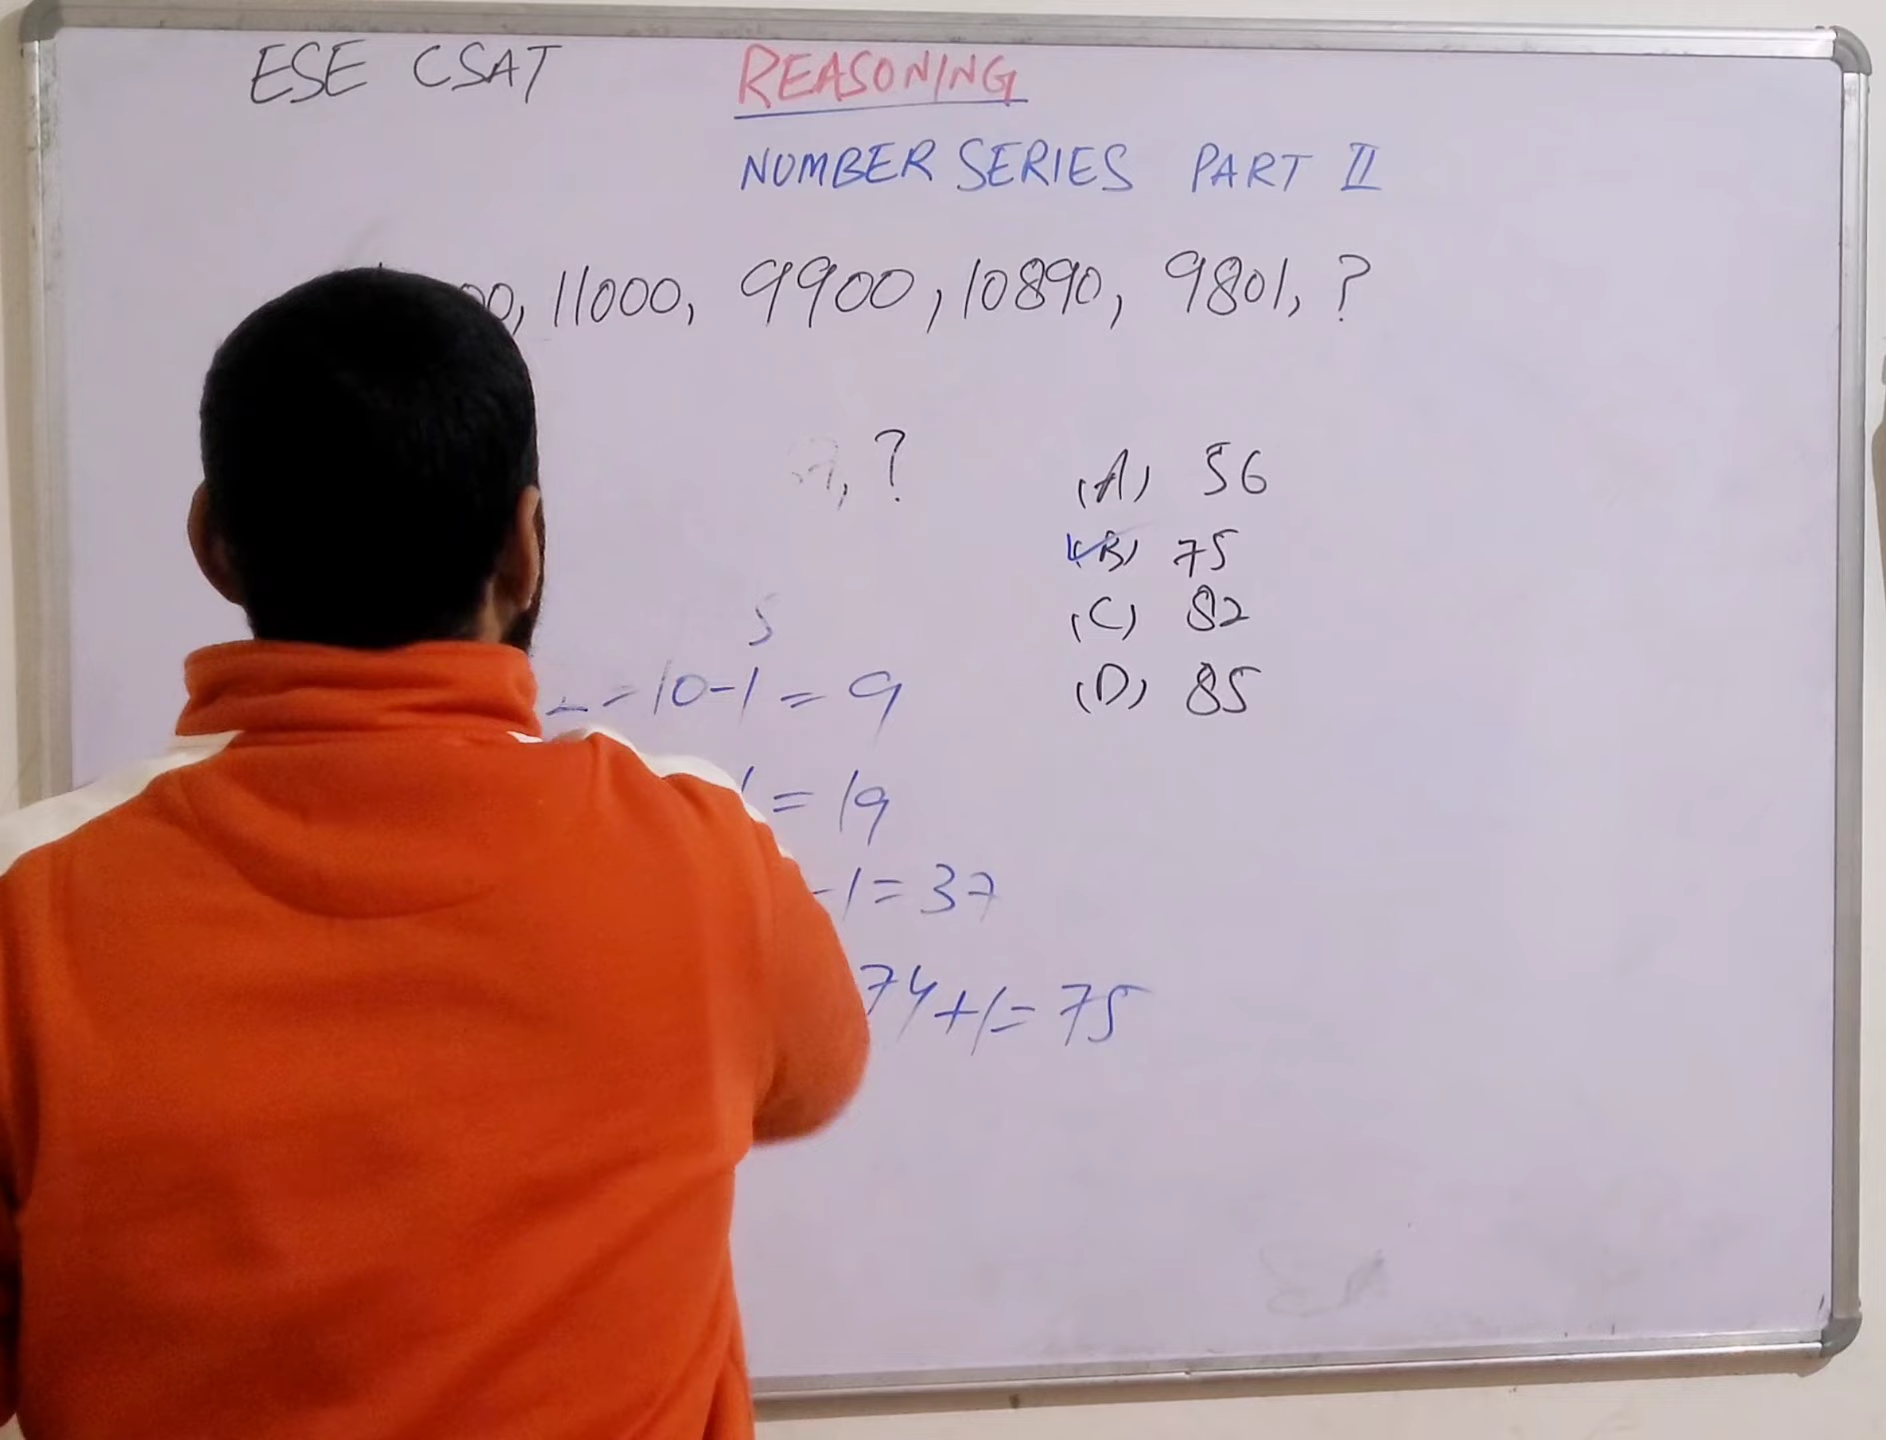 ESE CSAT REASONING
NUMBER SERIES PART II
00, 11000, 9900, 10890, 9801, ?
, ?
(A) 56
(B) 75
(C) 82
(D) 85
5
= 10-1 = 9
= 19
-1 = 37
74+1 = 75